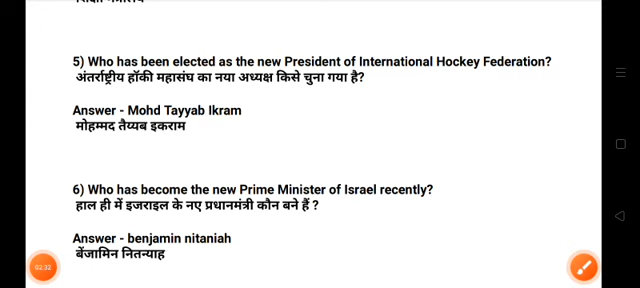 शिक्षा मंत्रालय
5) Who has been elected as the new President of International Hockey Federation?
अंतर्राष्ट्रीय हॉकी महासंघ का नया अध्यक्ष किसे चुना गया है?
Answer - Mohd Tayyab Ikram
मोहम्मद तैय्यब इकराम
6) Who has become the new Prime Minister of Israel recently?
हाल ही में इजराइल के नए प्रधानमंत्री कौन बने हैं ?
Answer - benjamin nitaniah
बेंजामिन नितन्याह
02:32